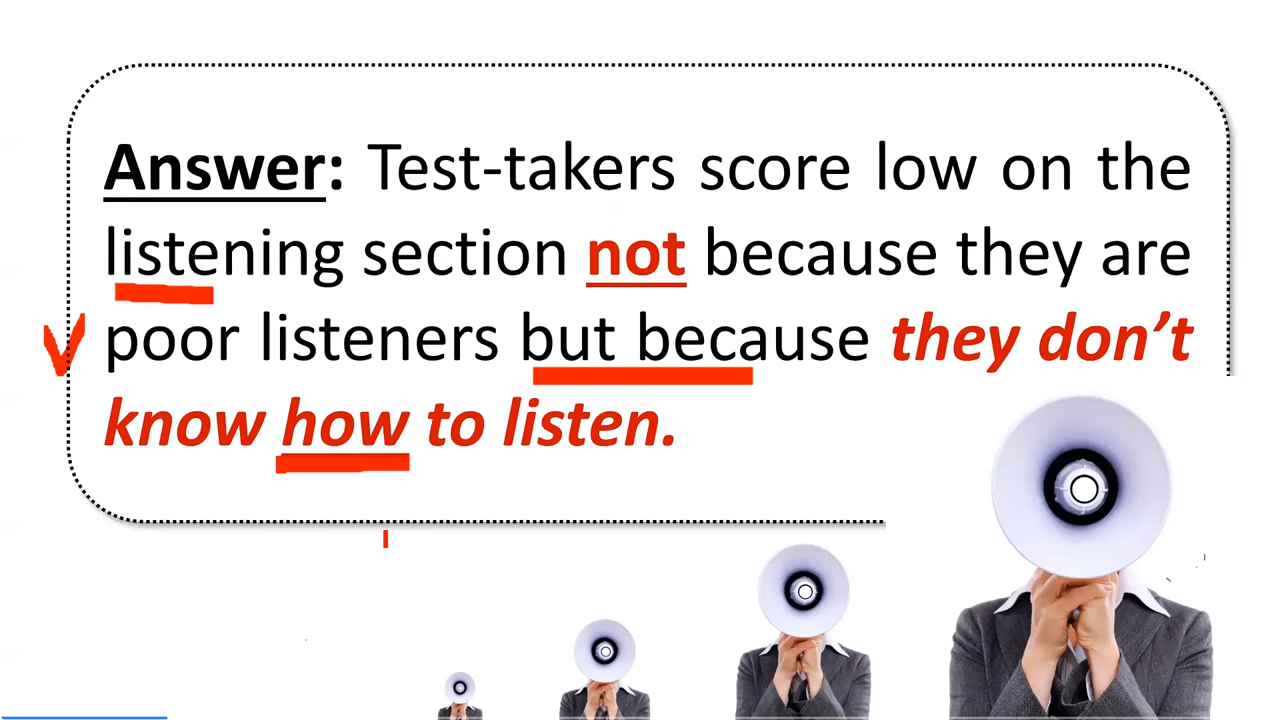 Answer: Test-takers score low on the
listening section not because they are
poor listeners but because they don’t
know how to listen.